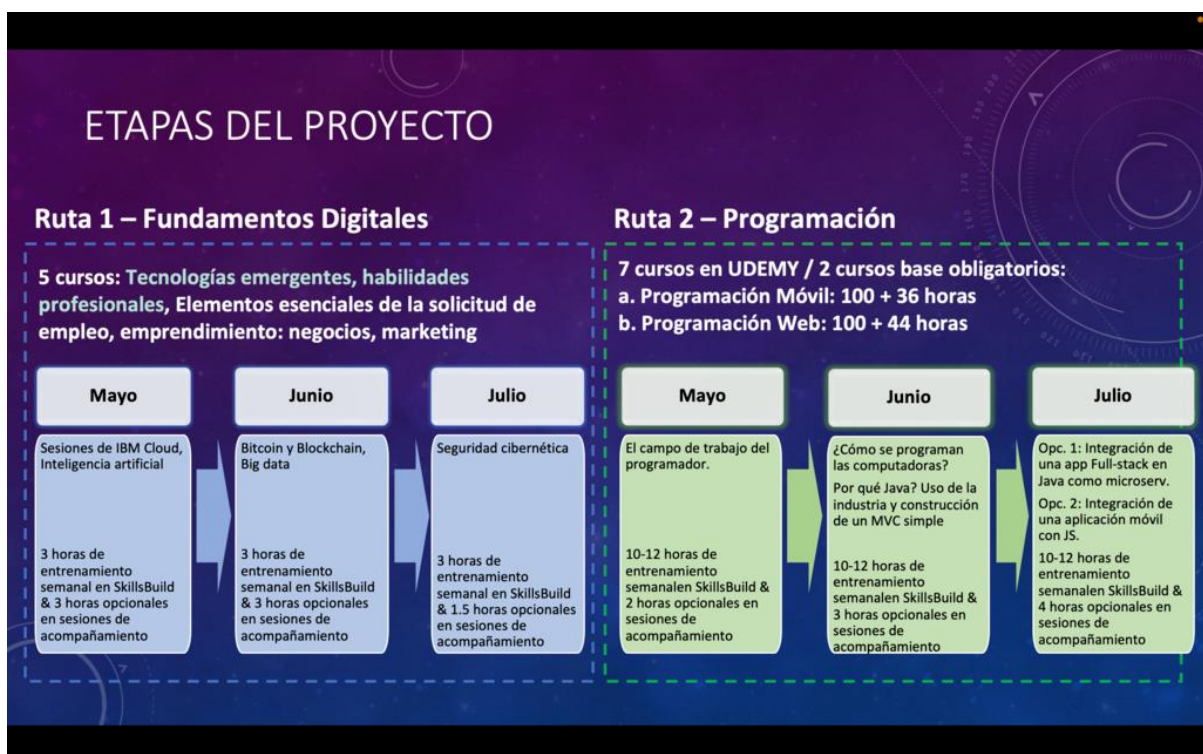 ETAPAS DEL PROYECTO
Ruta 1 – Fundamentos Digitales
5 cursos: Tecnologías emergentes, habilidades
profesionales, Elementos esenciales de la solicitud de
empleo, emprendimiento: negocios, marketing
Mayo
Sesiones de IBM Cloud,
Inteligencia artificial
3 horas de
entrenamiento
semanal en SkillsBuild
& 3 horas opcionales
en sesiones de
acompañamiento
Junio
Bitcoin y Blockchain,
Big data
3 horas de
entrenamiento
semanal en SkillsBuild
& 3 horas opcionales
en sesiones de
acompañamiento
Julio
Seguridad cibernética
3 horas de
entrenamiento
semanal en SkillsBuild
& 1.5 horas opcionales
en sesiones de
acompañamiento
Ruta 2 – Programación
7 cursos en UDEMY / 2 cursos base obligatorios:
a. Programación Móvil: 100 + 36 horas
b. Programación Web: 100 + 44 horas
Mayo
El campo de trabajo del
programador.
10-12 horas de
entrenamiento
semanalen SkillsBuild &
2 horas opcionales en
sesiones de
acompañamiento
Junio
¿Cómo se programan
las computadoras?
Por qué Java? Uso de la
industria y construcción
de un MVC simple
10-12 horas de
entrenamiento
semanalen SkillsBuild &
3 horas opcionales en
sesiones de
acompañamiento
Julio
Opc. 1: Integración de
una app Full-stack en
Java como microserv.
Opc. 2: Integración de
una aplicación móvil
con JS.
10-12 horas de
entrenamiento
semanalen SkillsBuild &
4 horas opcionales en
sesiones de
acompañamiento